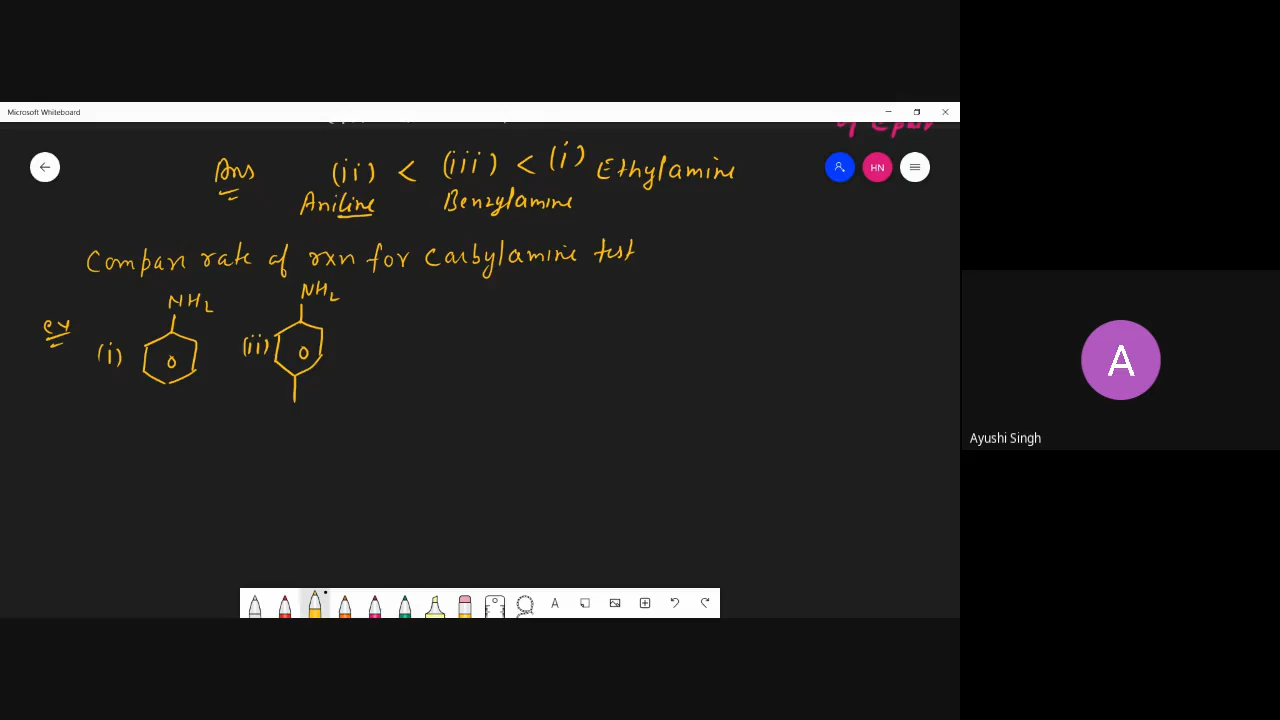 Microsoft Whiteboard
HN
Ans (ii) < (iii) < (i) Ethylamine
Aniline Benzylamine
Compare rate of rxn for Carbylamine test
NH2 NH2
ex (i) (ii)
A
Ayushi Singh
A